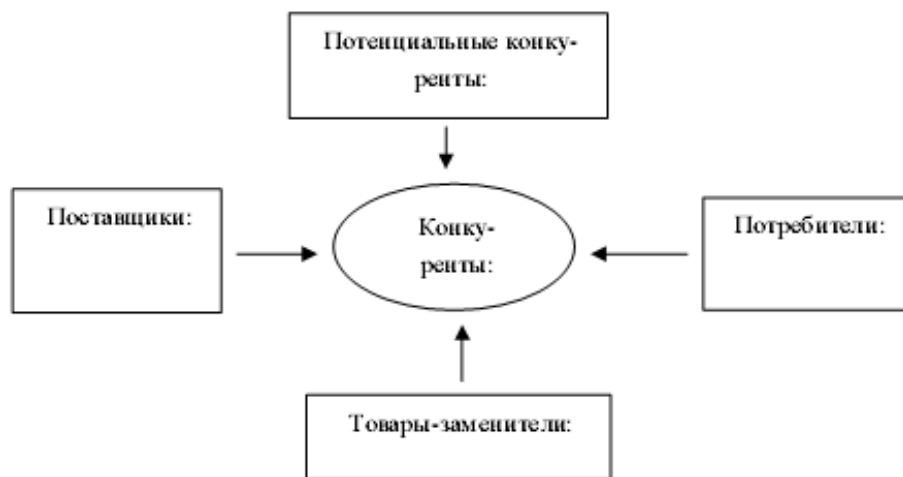 Потенциальные конку-
ренты:
Поставщики:
Конку-
ренты:
Потребители:
Товары-заменители: